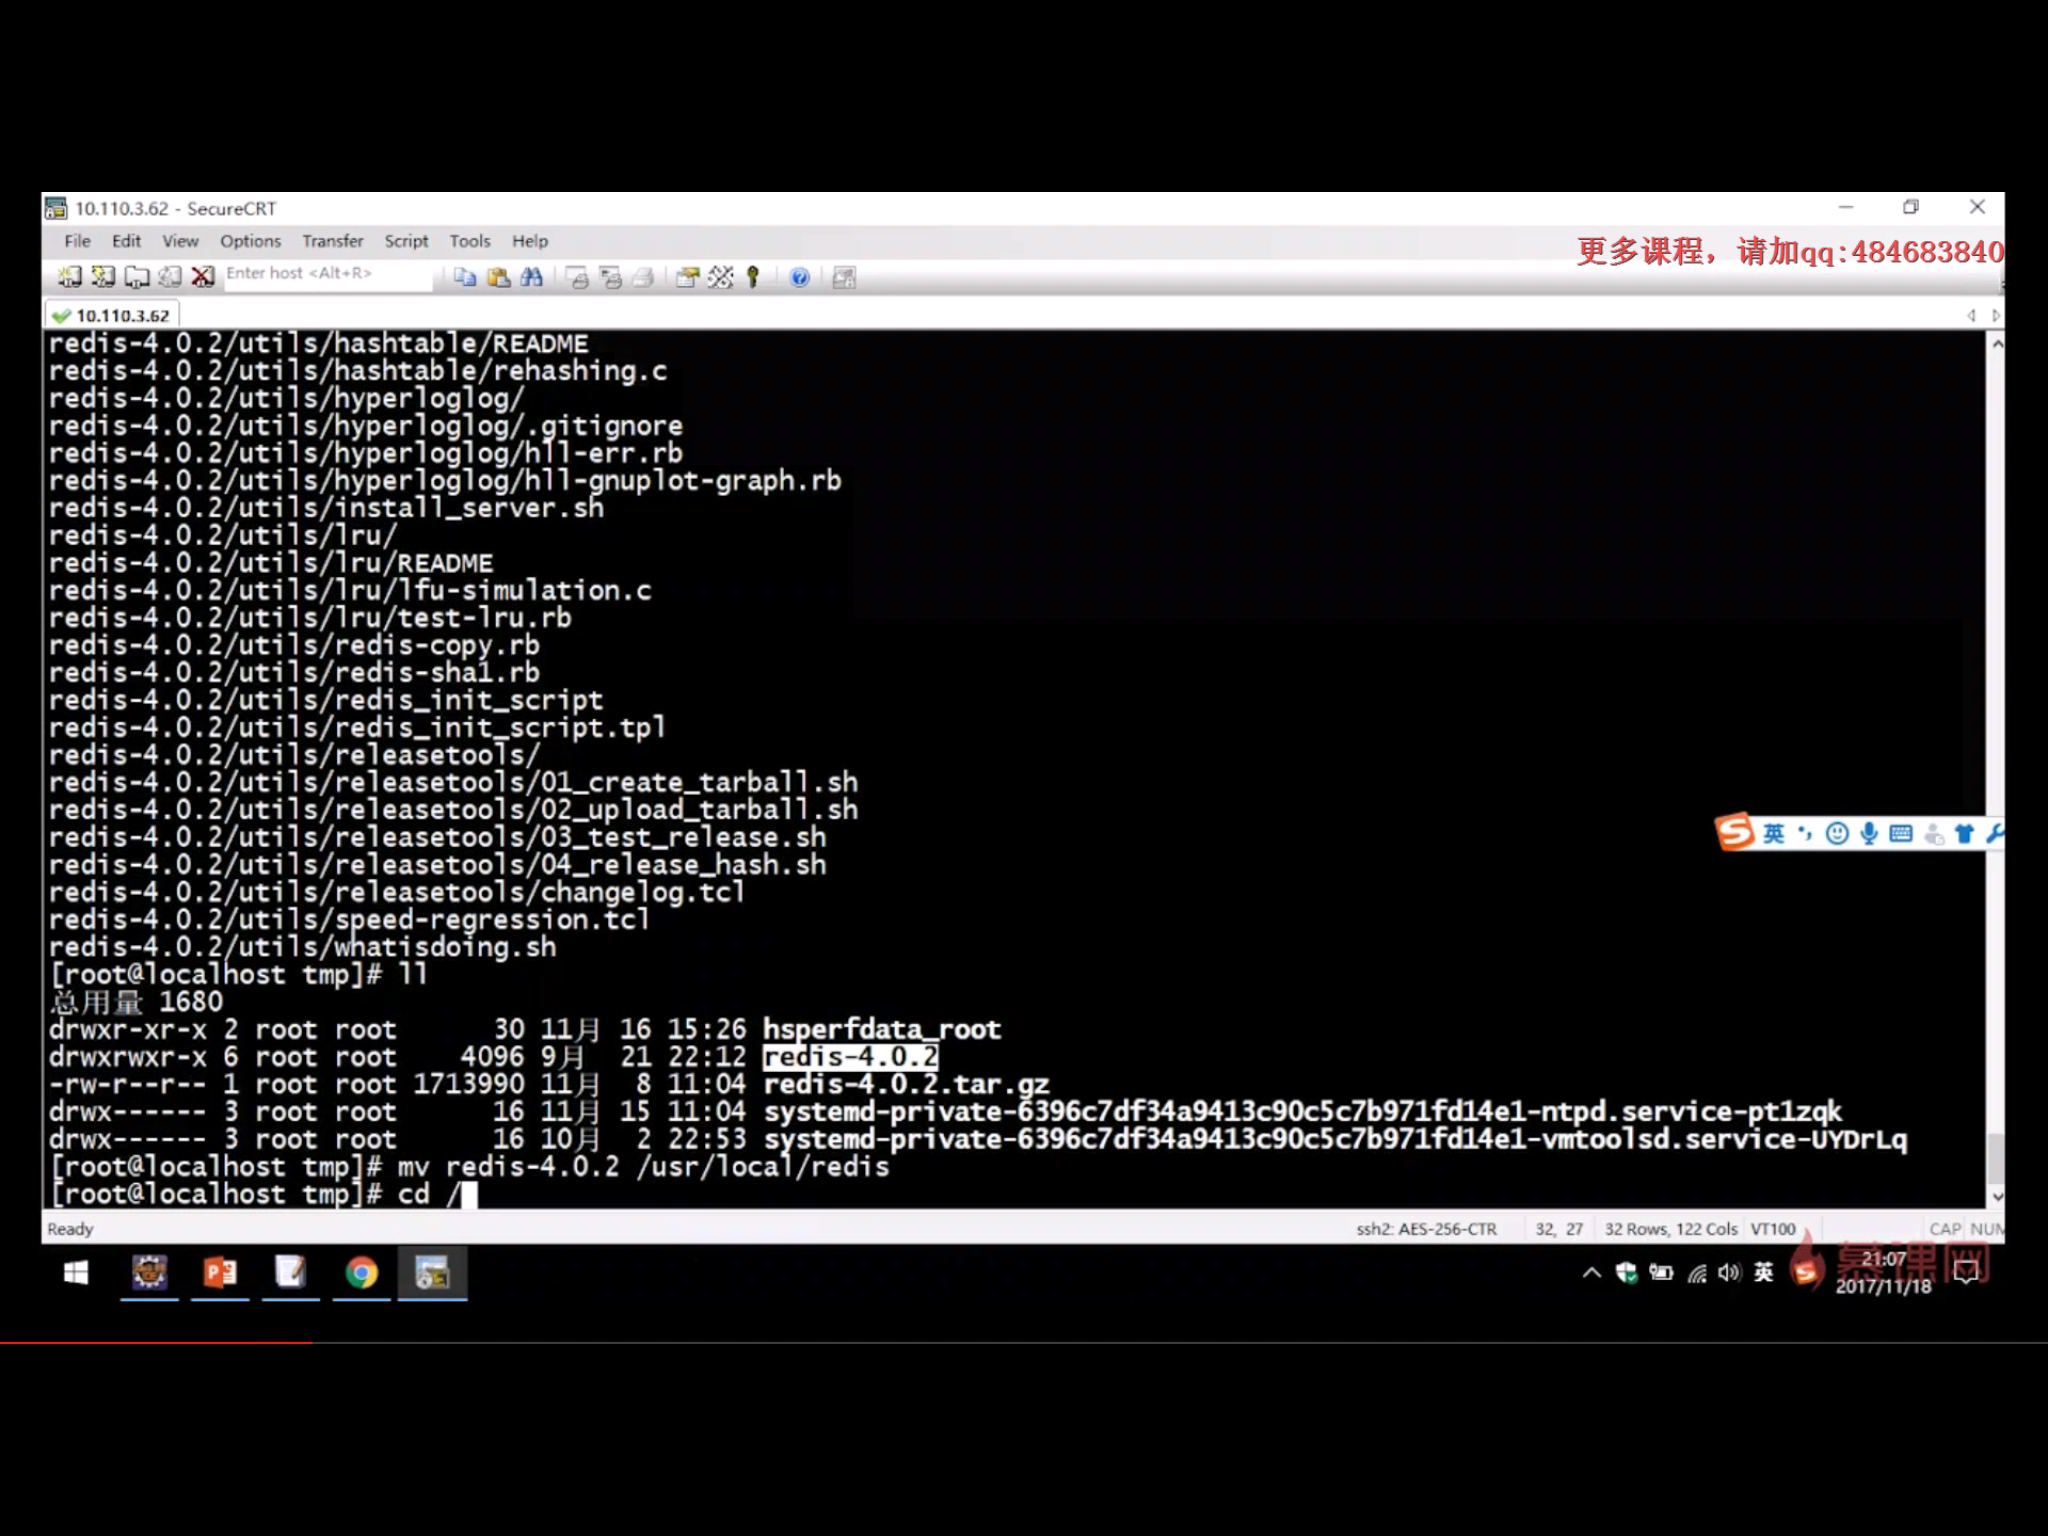 10.110.3.62 - SecureCRT
File Edit View Options Transfer Script Tools Help
更多课程，请加qq:484683840
Enter host <Alt+R>
10.110.3.62
redis-4.0.2/utils/hashtable/README
redis-4.0.2/utils/hashtable/rehashing.c
redis-4.0.2/utils/hyperloglog/
redis-4.0.2/utils/hyperloglog/.gitignore
redis-4.0.2/utils/hyperloglog/hll-err.rb
redis-4.0.2/utils/hyperloglog/hll-gnuplot-graph.rb
redis-4.0.2/utils/install_server.sh
redis-4.0.2/utils/lru/
redis-4.0.2/utils/lru/README
redis-4.0.2/utils/lru/lfu-simulation.c
redis-4.0.2/utils/lru/test-lru.rb
redis-4.0.2/utils/redis-copy.rb
redis-4.0.2/utils/redis-sha1.rb
redis-4.0.2/utils/redis_init_script
redis-4.0.2/utils/redis_init_script.tpl
redis-4.0.2/utils/releasetools/
redis-4.0.2/utils/releasetools/01_create_tarball.sh
redis-4.0.2/utils/releasetools/02_upload_tarball.sh
redis-4.0.2/utils/releasetools/03_test_release.sh
redis-4.0.2/utils/releasetools/04_release_hash.sh
redis-4.0.2/utils/releasetools/changelog.tcl
redis-4.0.2/utils/speed-regression.tcl
redis-4.0.2/utils/whatisdoing.sh
[root@localhost tmp]# ll
总用量 1680
drwxr-xr-x 2 root root 30 11月 16 15:26 hsperfdata_root
drwxrwxr-x 6 root root 4096 9月 21 22:12 redis-4.0.2
-rw-r--r-- 1 root root 1713990 11月 8 11:04 redis-4.0.2.tar.gz
drwx------ 3 root root 16 11月 15 11:04 systemd-private-6396c7df34a9413c90c5c7b971fd14e1-ntpd.service-pt1zqk
drwx------ 3 root root 16 10月 2 22:53 systemd-private-6396c7df34a9413c90c5c7b971fd14e1-vmtoolsd.service-UYDrLq
[root@localhost tmp]# mv redis-4.0.2 /usr/local/redis
[root@localhost tmp]# cd /
英
Ready ssh2: AES-256-CTR 32, 27 32 Rows, 122 Cols VT100 CAP NUM
英 慕课网
21:07
2017/11/18